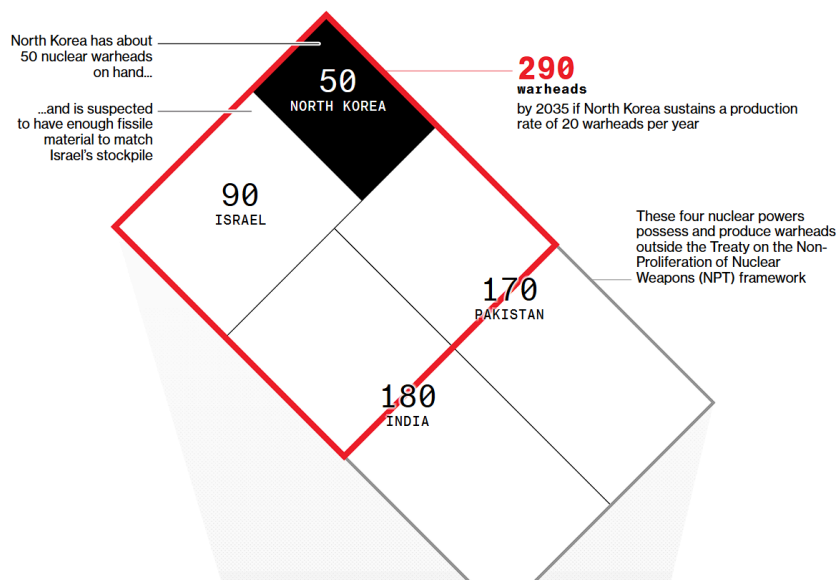 North Korea has about
50 nuclear warheads
on hand...
...and is suspected
to have enough fissile
material to match
Israel's stockpile
50
NORTH KOREA
290
warheads
by 2035 if North Korea sustains a production
rate of 20 warheads per year
90
ISRAEL
These four nuclear powers
possess and produce warheads
outside the Treaty on the Non-
Proliferation of Nuclear
Weapons (NPT) framework
170
PAKISTAN
180
INDIA